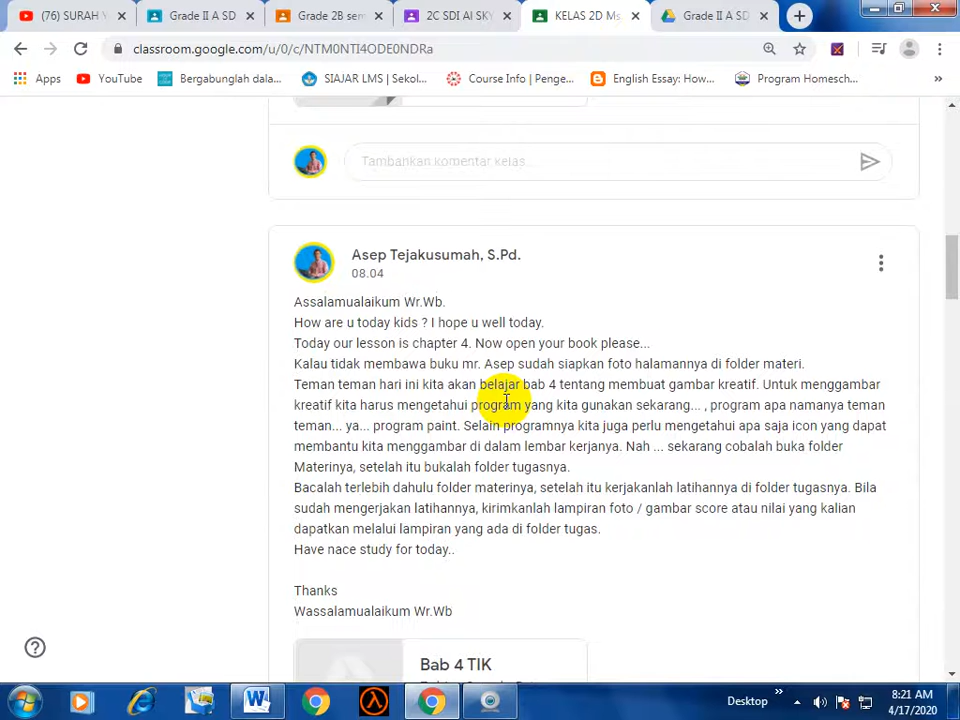 (76) SURAH Y
Grade II A SD
Grade 2B sen
2C SDI Al SKY
KELAS 2D Ms
Grade II A SD
classroom.google.com/u/0/c/NTM0NTI4ODE0NDRa
Apps
YouTube
Bergabunglah dala...
SIAJAR LMS | Sekol...
Course Info | Penge...
English Essay: How...
Program Homesch...
»
Tambahkan komentar kelas...
Asep Tejakusumah, S.Pd.
08.04
Assalamualaikum Wr.Wb.
How are u today kids ? I hope u well today.
Today our lesson is chapter 4. Now open your book please...
Kalau tidak membawa buku mr. Asep sudah siapkan foto halamannya di folder materi.
Teman teman hari ini kita akan belajar bab 4 tentang membuat gambar kreatif. Untuk menggambar
kreatif kita harus mengetahui program yang kita gunakan sekarang... , program apa namanya teman
teman... ya... program paint. Selain programnya kita juga perlu mengetahui apa saja icon yang dapat
membantu kita menggambar di dalam lembar kerjanya. Nah ... sekarang cobalah buka folder
Materinya, setelah itu bukalah folder tugasnya.
Bacalah terlebih dahulu folder materinya, setelah itu kerjakanlah latihannya di folder tugasnya. Bila
sudah mengerjakan latihannya, kirimkanlah lampiran foto / gambar score atau nilai yang kalian
dapatkan melalui lampiran yang ada di folder tugas.
Have nace study for today..
Thanks
Wassalamualaikum Wr.Wb
Bab 4 TIK
Desktop
»
8:21 AM
4/17/2020